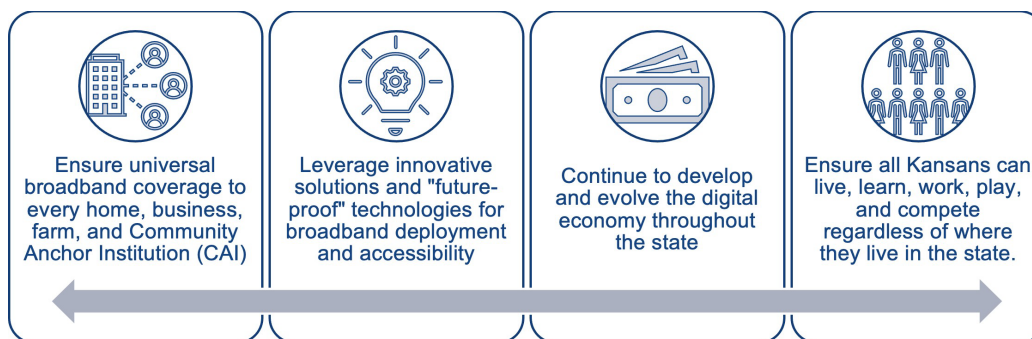 Ensure universal
broadband coverage to
every home, business,
farm, and Community
Anchor Institution (CAI)
Leverage innovative
solutions and "future-
proof" technologies for
broadband deployment
and accessibility
Continue to develop
and evolve the digital
economy throughout
the state
Ensure all Kansans can
live, learn, work, play,
and compete
regardless of where
they live in the state.